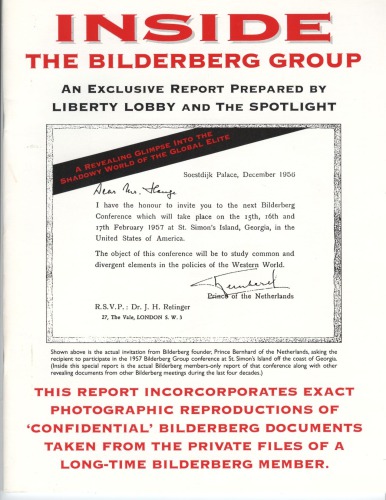 INSIDE
THE BILDERBERG GROUP
AN EXCLUSIVE REPORT PREPARED BY
LIBERTY LOBBY AND THE SPOTLIGHT
A REVEALING GLIMPSE INTO THE
SHADOWY WORLD OF THE GLOBAL ELITE
Soestdijk Palace, December 1956
Dear Mr.
I have the honour to invite you to the next Bilderberg
Conference which will take place on the 15th, 16th and
17th February 1957 at St. Simon's Island, Georgia, in the
United States of America.
The object of this conference will be to study common and
divergent elements in the policies of the Western World.
Bernhard
Prince of the Netherlands
R.S.V.P.: Dr. J. H. Retinger
27, The Vale, LONDON S. W. 3
Shown above is the actual invitation from Bilderberg founder, Prince Bernhard of the Netherlands, asking the
recipient to participate in the 1957 Bilderberg Group conference at St. Simon's Island off the coast of Georgia.
(Inside this special report is the actual Bilderberg members-only report of that conference along with other
revealing documents from other Bilderberg meetings during the last four decades.)
THIS REPORT INCORCORPORATES EXACT
PHOTOGRAPHIC REPRODUCTIONS OF
'CONFIDENTIAL' BILDERBERG DOCUMENTS
TAKEN FROM THE PRIVATE FILES OF A
LONG-TIME BILDERBERG MEMBER.